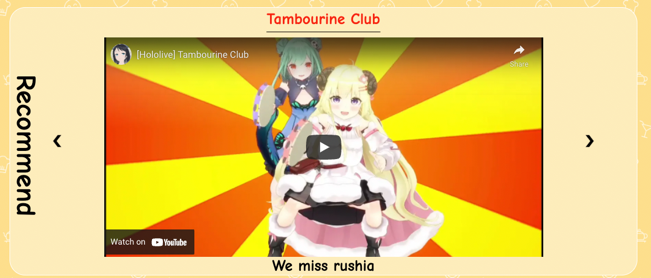 Tambourine Club
[Hololive] Tambourine Club
Share
Recommend
Watch on YouTube
We miss rushia